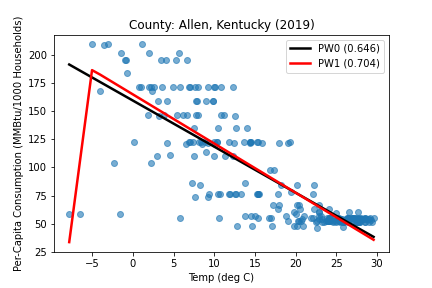 County: Allen, Kentucky (2019)
PW0 (0.646)
PW1 (0.704)
Per-Capita Consumption (MMBtu/1000 Households)
200
175
150
125
100
75
50
25
−5 0 5 10 15 20 25 30
Temp (deg C)